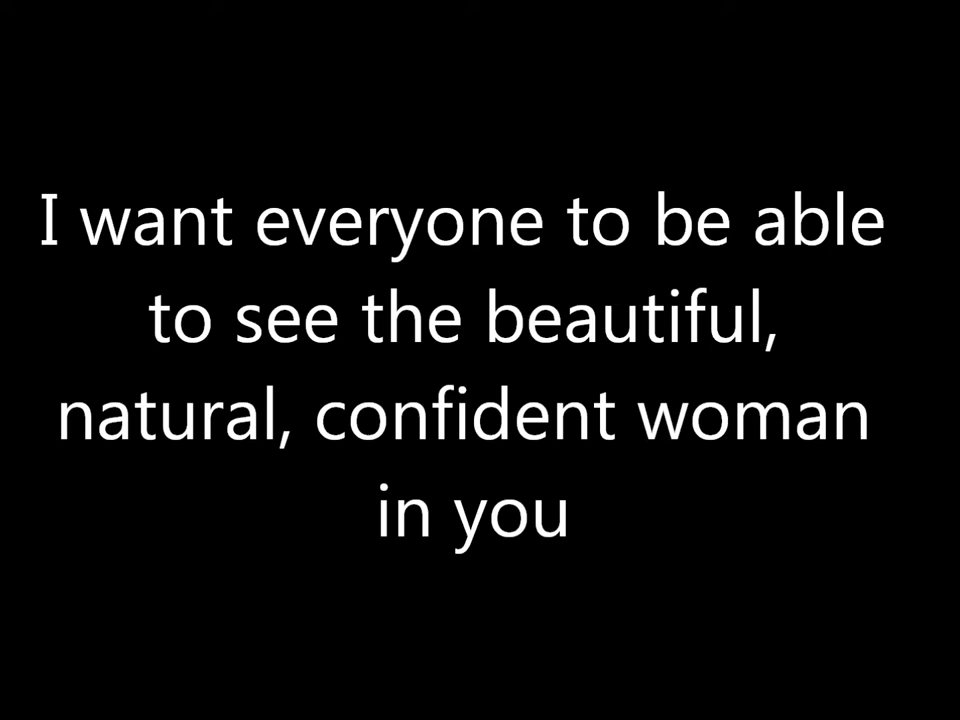 I want everyone to be able
to see the beautiful,
natural, confident woman
in you